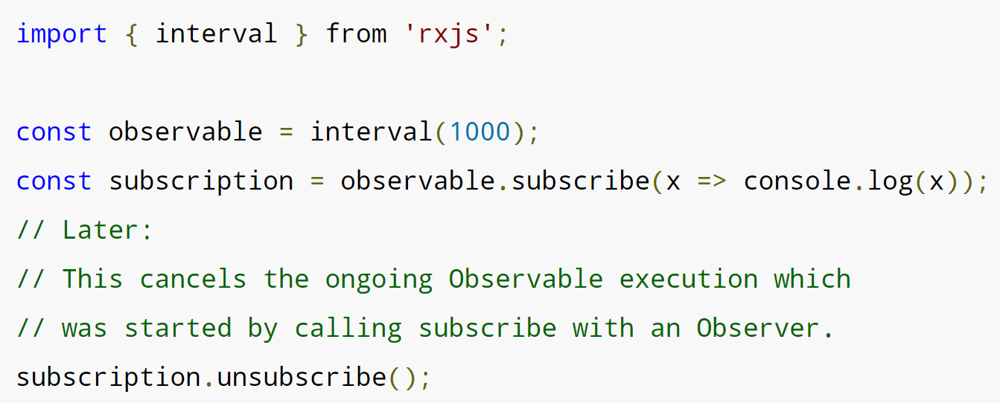 import { interval } from 'rxjs';
const observable = interval(1000);
const subscription = observable.subscribe(x => console.log(x));
// Later:
// This cancels the ongoing Observable execution which
// was started by calling subscribe with an Observer.
subscription.unsubscribe();